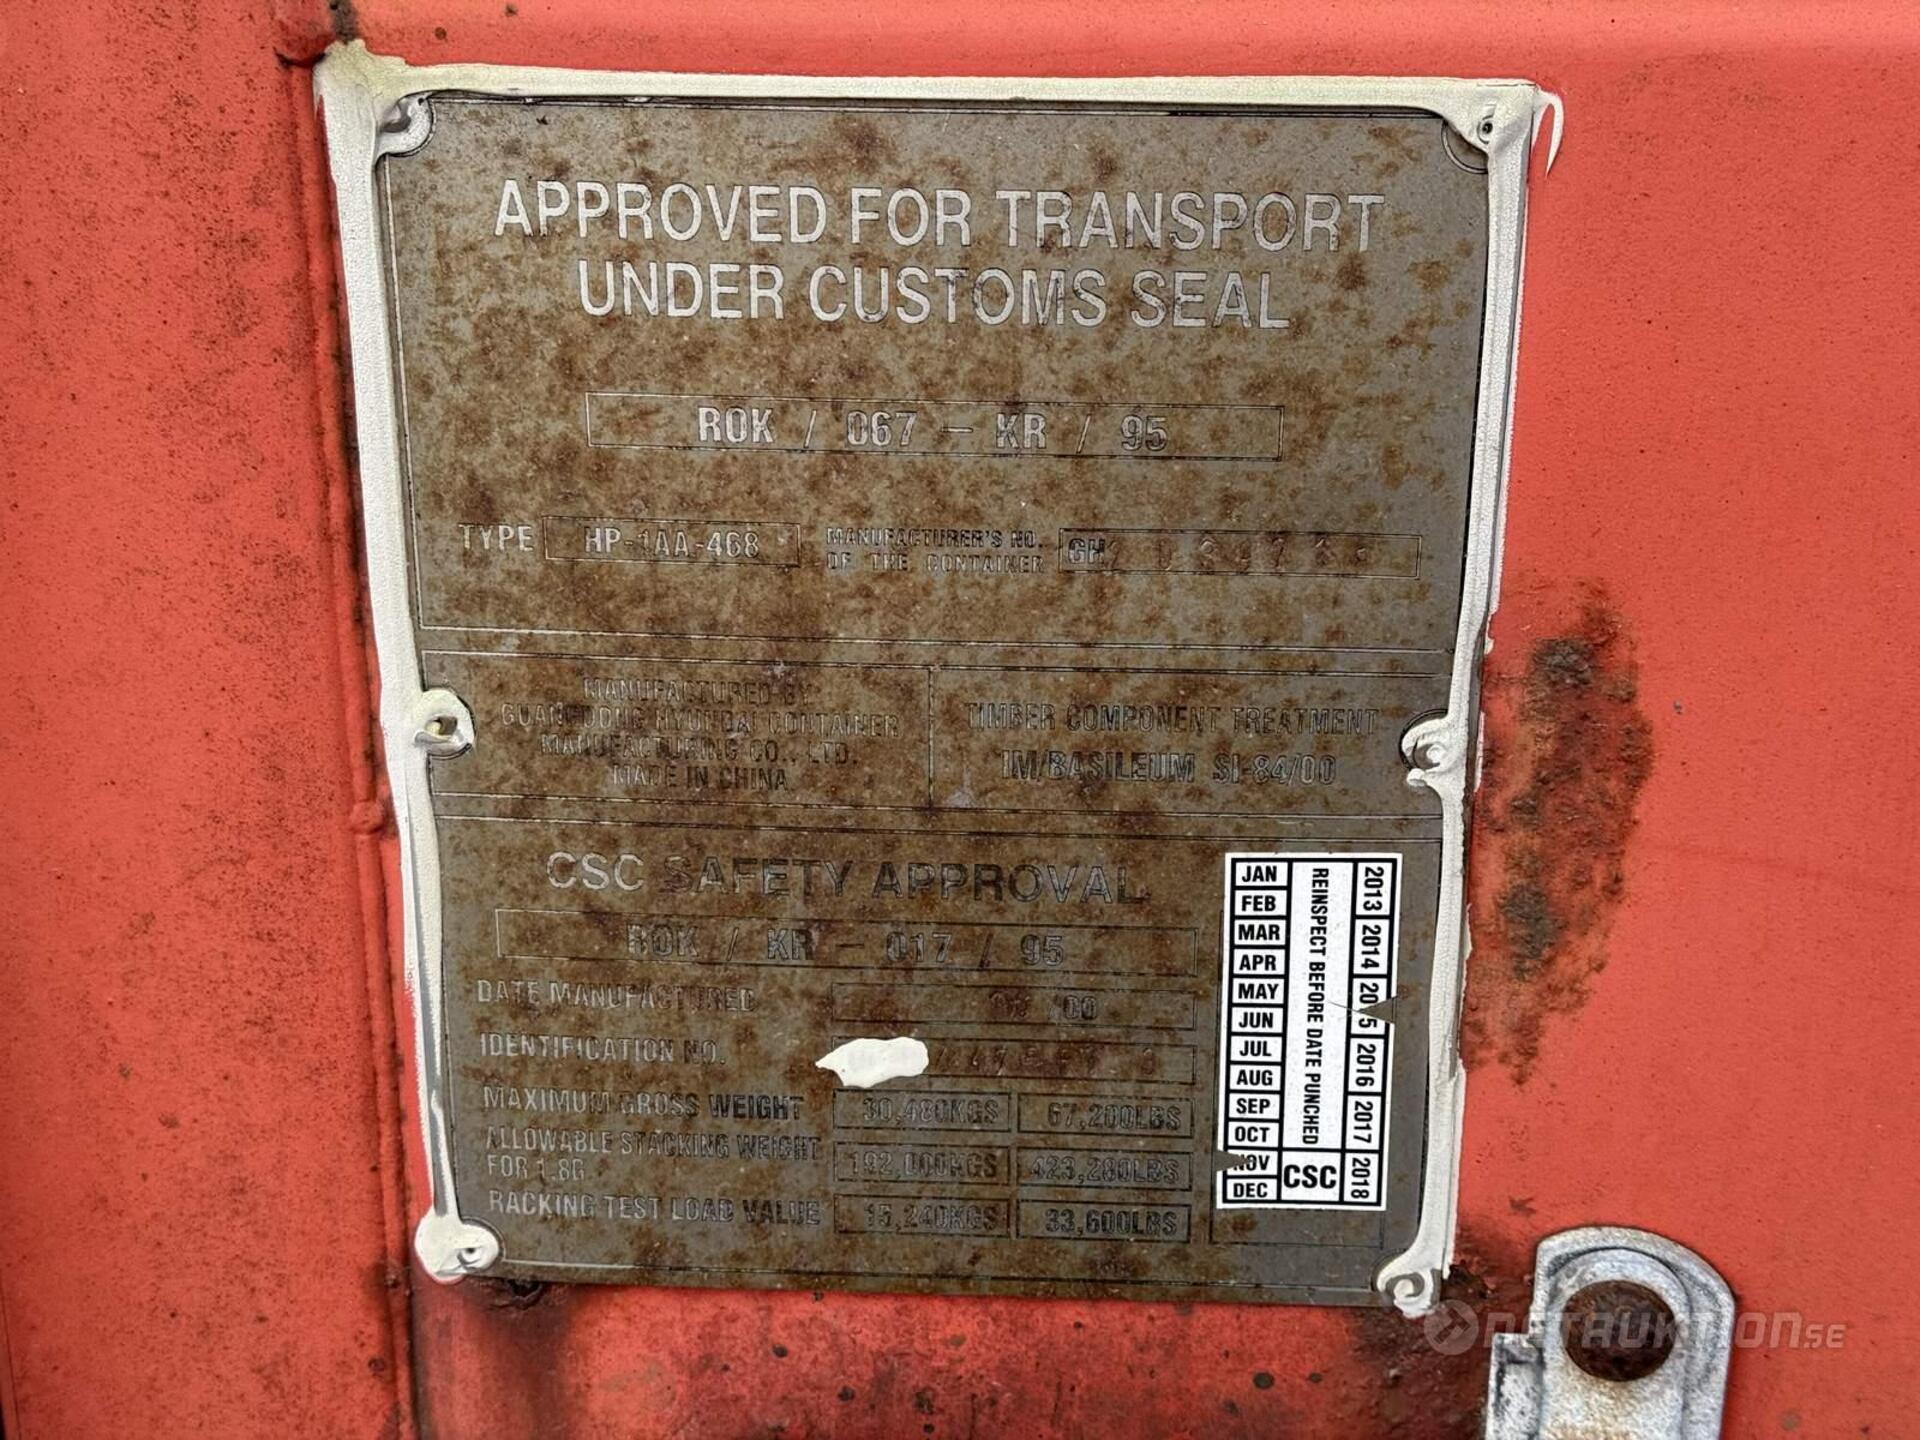 APPROVED FOR TRANSPORT
UNDER CUSTOMS SEAL
ROK / 067 - KR / 95
TYPE HP-1AA-468 MANUFACTURER'S NO.
OF THE CONTAINER GH
MANUFACTURED BY
GUANGDONG HYUNDAI CONTAINER
MANUFACTURING CO., LTD.
MADE IN CHINA
TIMBER COMPONENT TREATMENT
IM/BASILEUM SI-84/00
CSC SAFETY APPROVAL
ROK / KR - 017 / 95
DATE MANUFACTURED 00
IDENTIFICATION NO.
MAXIMUM GROSS WEIGHT 30,480KGS 67,200LBS
ALLOWABLE STACKING WEIGHT
FOR 1.8G 192,000KGS 423,280LBS
RACKING TEST LOAD VALUE 15,240KGS 33,600LBS
JAN
FEB
MAR
APR
MAY
JUN
JUL
AUG
SEP
OCT
NOV
DEC
REINSPECT BEFORE DATE PUNCHED
CSC
2013 2014 2015 2016 2017 2018
NETAUKTION.SE